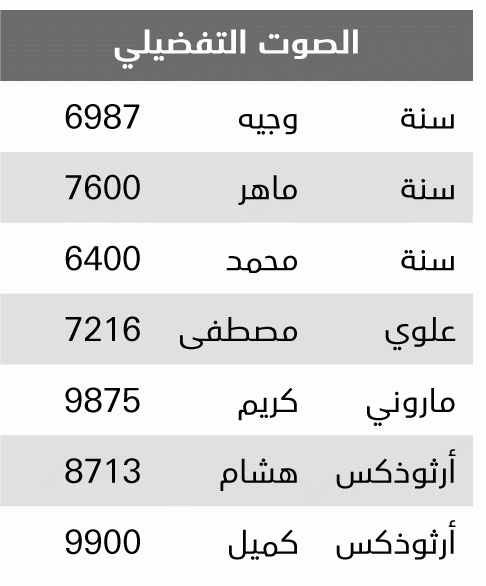 الصوت التفضيلي
سنة وجيه 6987
سنة ماهر 7600
سنة محمد 6400
علوي مصطفى 7216
ماروني كريم 9875
أرثوذكس هشام 8713
أرثوذكس كميل 9900